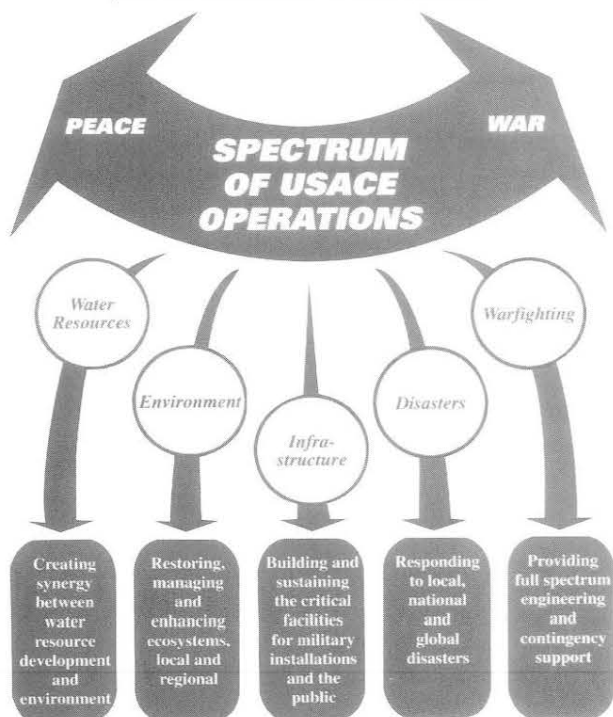 PEACE
WAR
SPECTRUM
OF USACE
OPERATIONS
Water
Resources
Environment
Infra-
structure
Disasters
Warfighting
Creating
synergy
between
water
resource
development
and
environment
Restoring,
managing
and
enhancing
ecosystems,
local and
regional
Building and
sustaining
the critical
facilities
for military
installations
and the
public
Responding
to local,
national
and
global
disasters
Providing
full spectrum
engineering
and
contingency
support